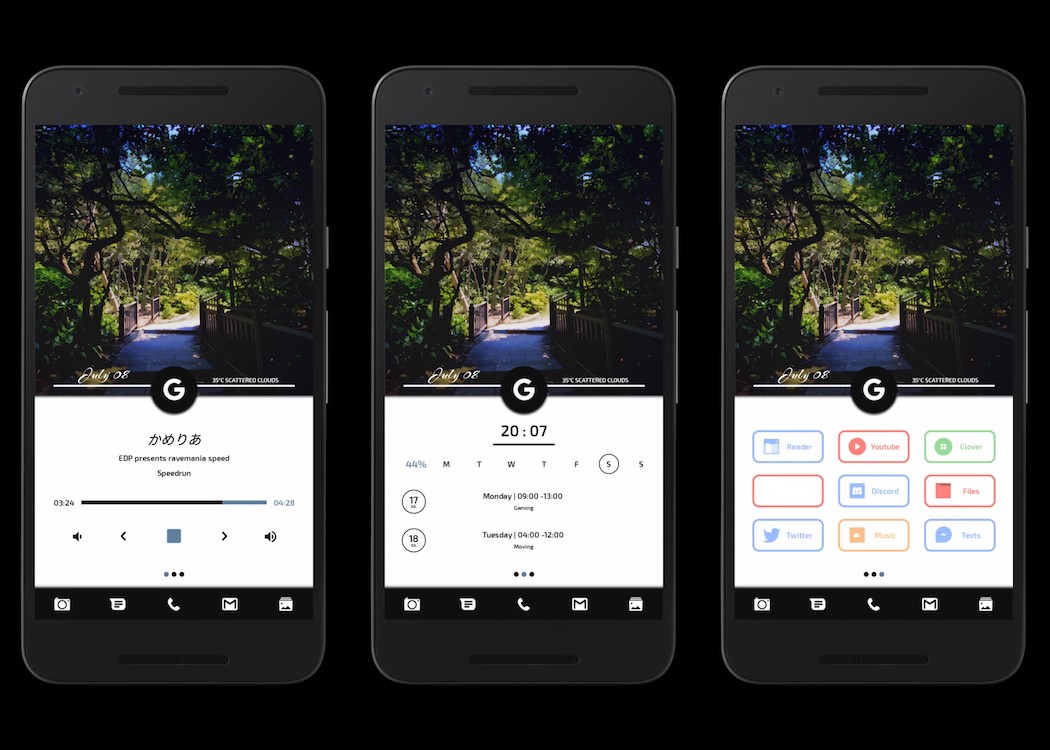 July 08
35°C SCATTERED CLOUDS
かめりあ
EDP presents ravemania speed
Speedrun
03:24
04:28
July 08
35°C SCATTERED CLOUDS
20 : 07
44% M T W T F S S
17
Monday | 09:00 -13:00
Gaming
18
Tuesday | 04:00 -12:00
Moving
July 08
35°C SCATTERED CLOUDS
Reader
Youtube
Clover
Discord
Files
Twitter
Music
Texts